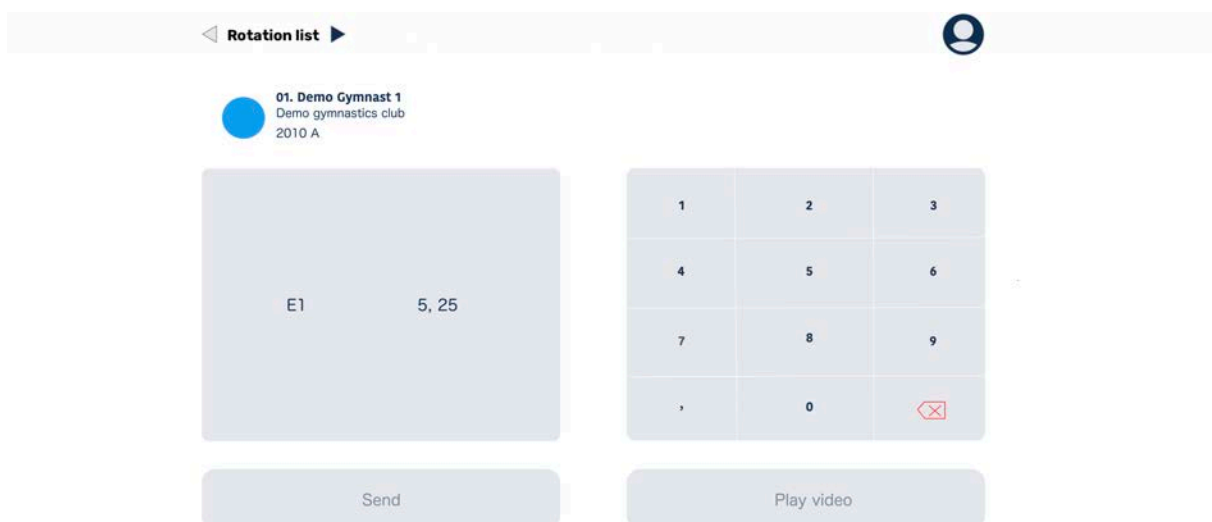 Rotation list
01. Demo Gymnast 1
Demo gymnastics club
2010 A
E1 5, 25
1 2 3
4 5 6
7 8 9
, 0
Send
Play video